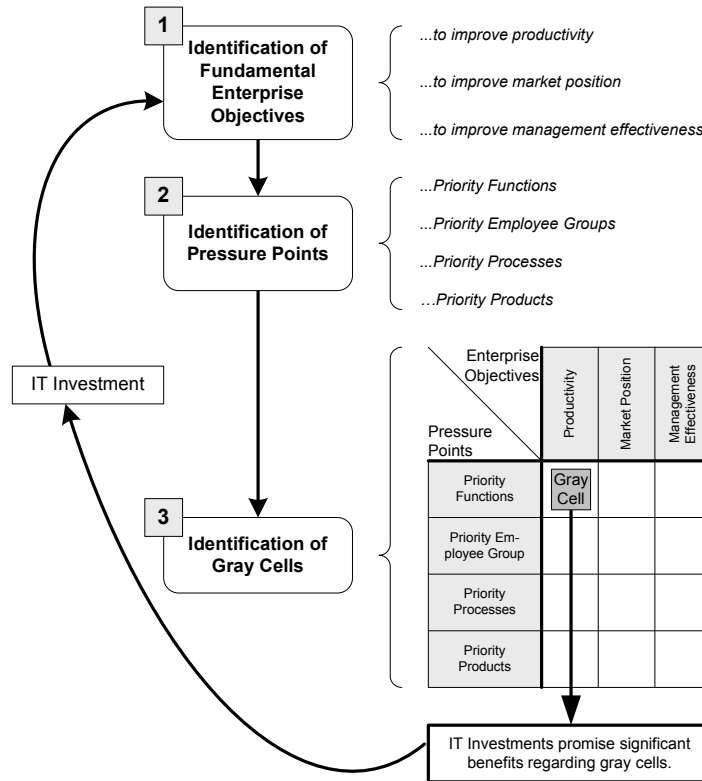 1
Identification of
Fundamental
Enterprise
Objectives
...to improve productivity
...to improve market position
...to improve management effectiveness
2
Identification of
Pressure Points
...Priority Functions
...Priority Employee Groups
...Priority Processes
…Priority Products
IT Investment
3
Identification of
Gray Cells
Enterprise
Objectives
Pressure
Points
Productivity
Market Position
Management
Effectiveness
Priority
Functions
Gray
Cell
Priority Em-
ployee Group
Priority
Processes
Priority
Products
IT Investments promise significant
benefits regarding gray cells.